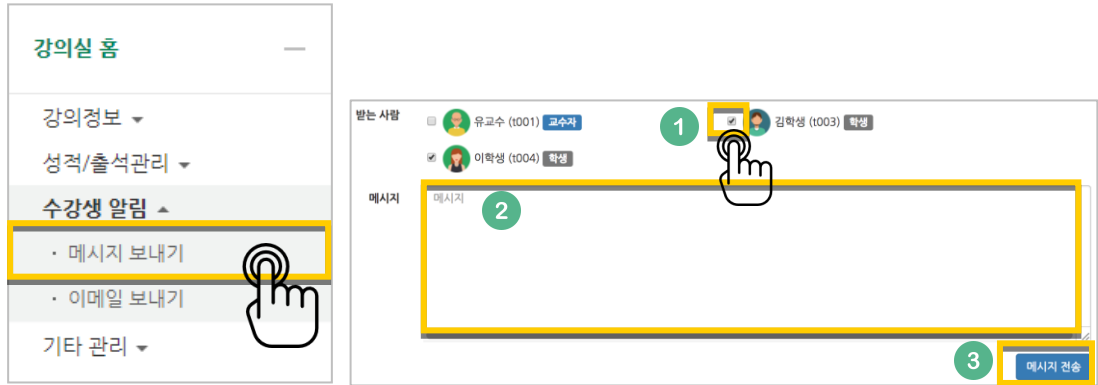 강의실 홈
강의정보
성적/출석관리
수강생 알림
· 메시지 보내기
· 이메일 보내기
기타 관리
받는 사람
유교수 (t001) 교수자
1
김학생 (t003) 학생
이학생 (t004) 학생
메시지
메시지
2
3
메시지 전송